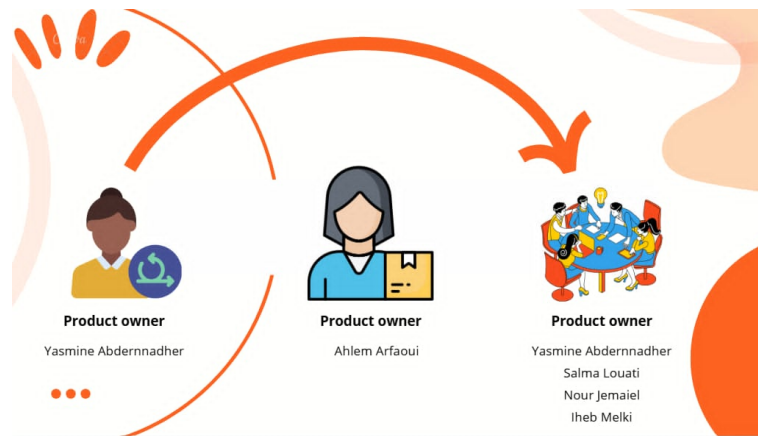 Product owner
Yasmine Abdernnadher
Product owner
Ahlem Arfaoui
Product owner
Yasmine Abdernnadher
Salma Louati
Nour Jemaiel
Iheb Melki